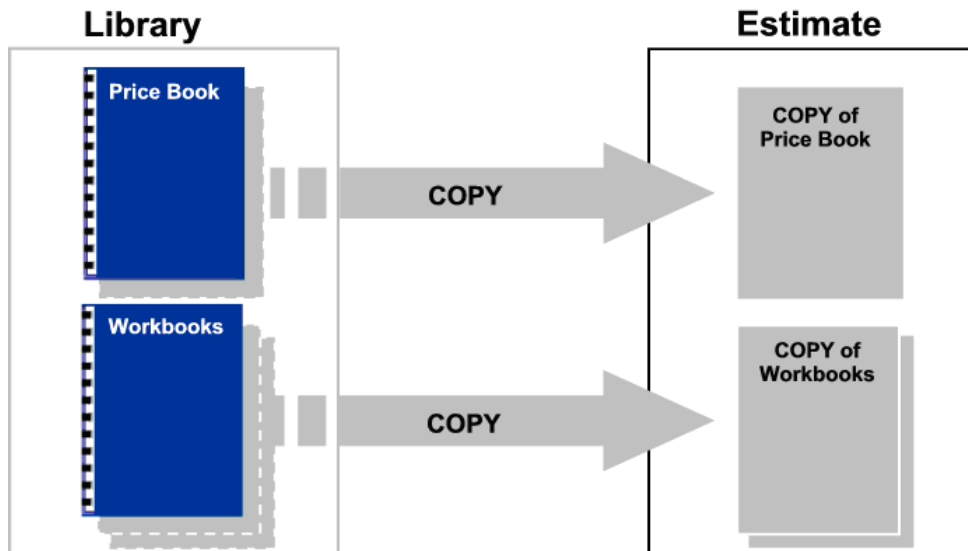 Library
Estimate
Price Book
COPY of
Price Book
COPY
Workbooks
COPY of
Workbooks
COPY